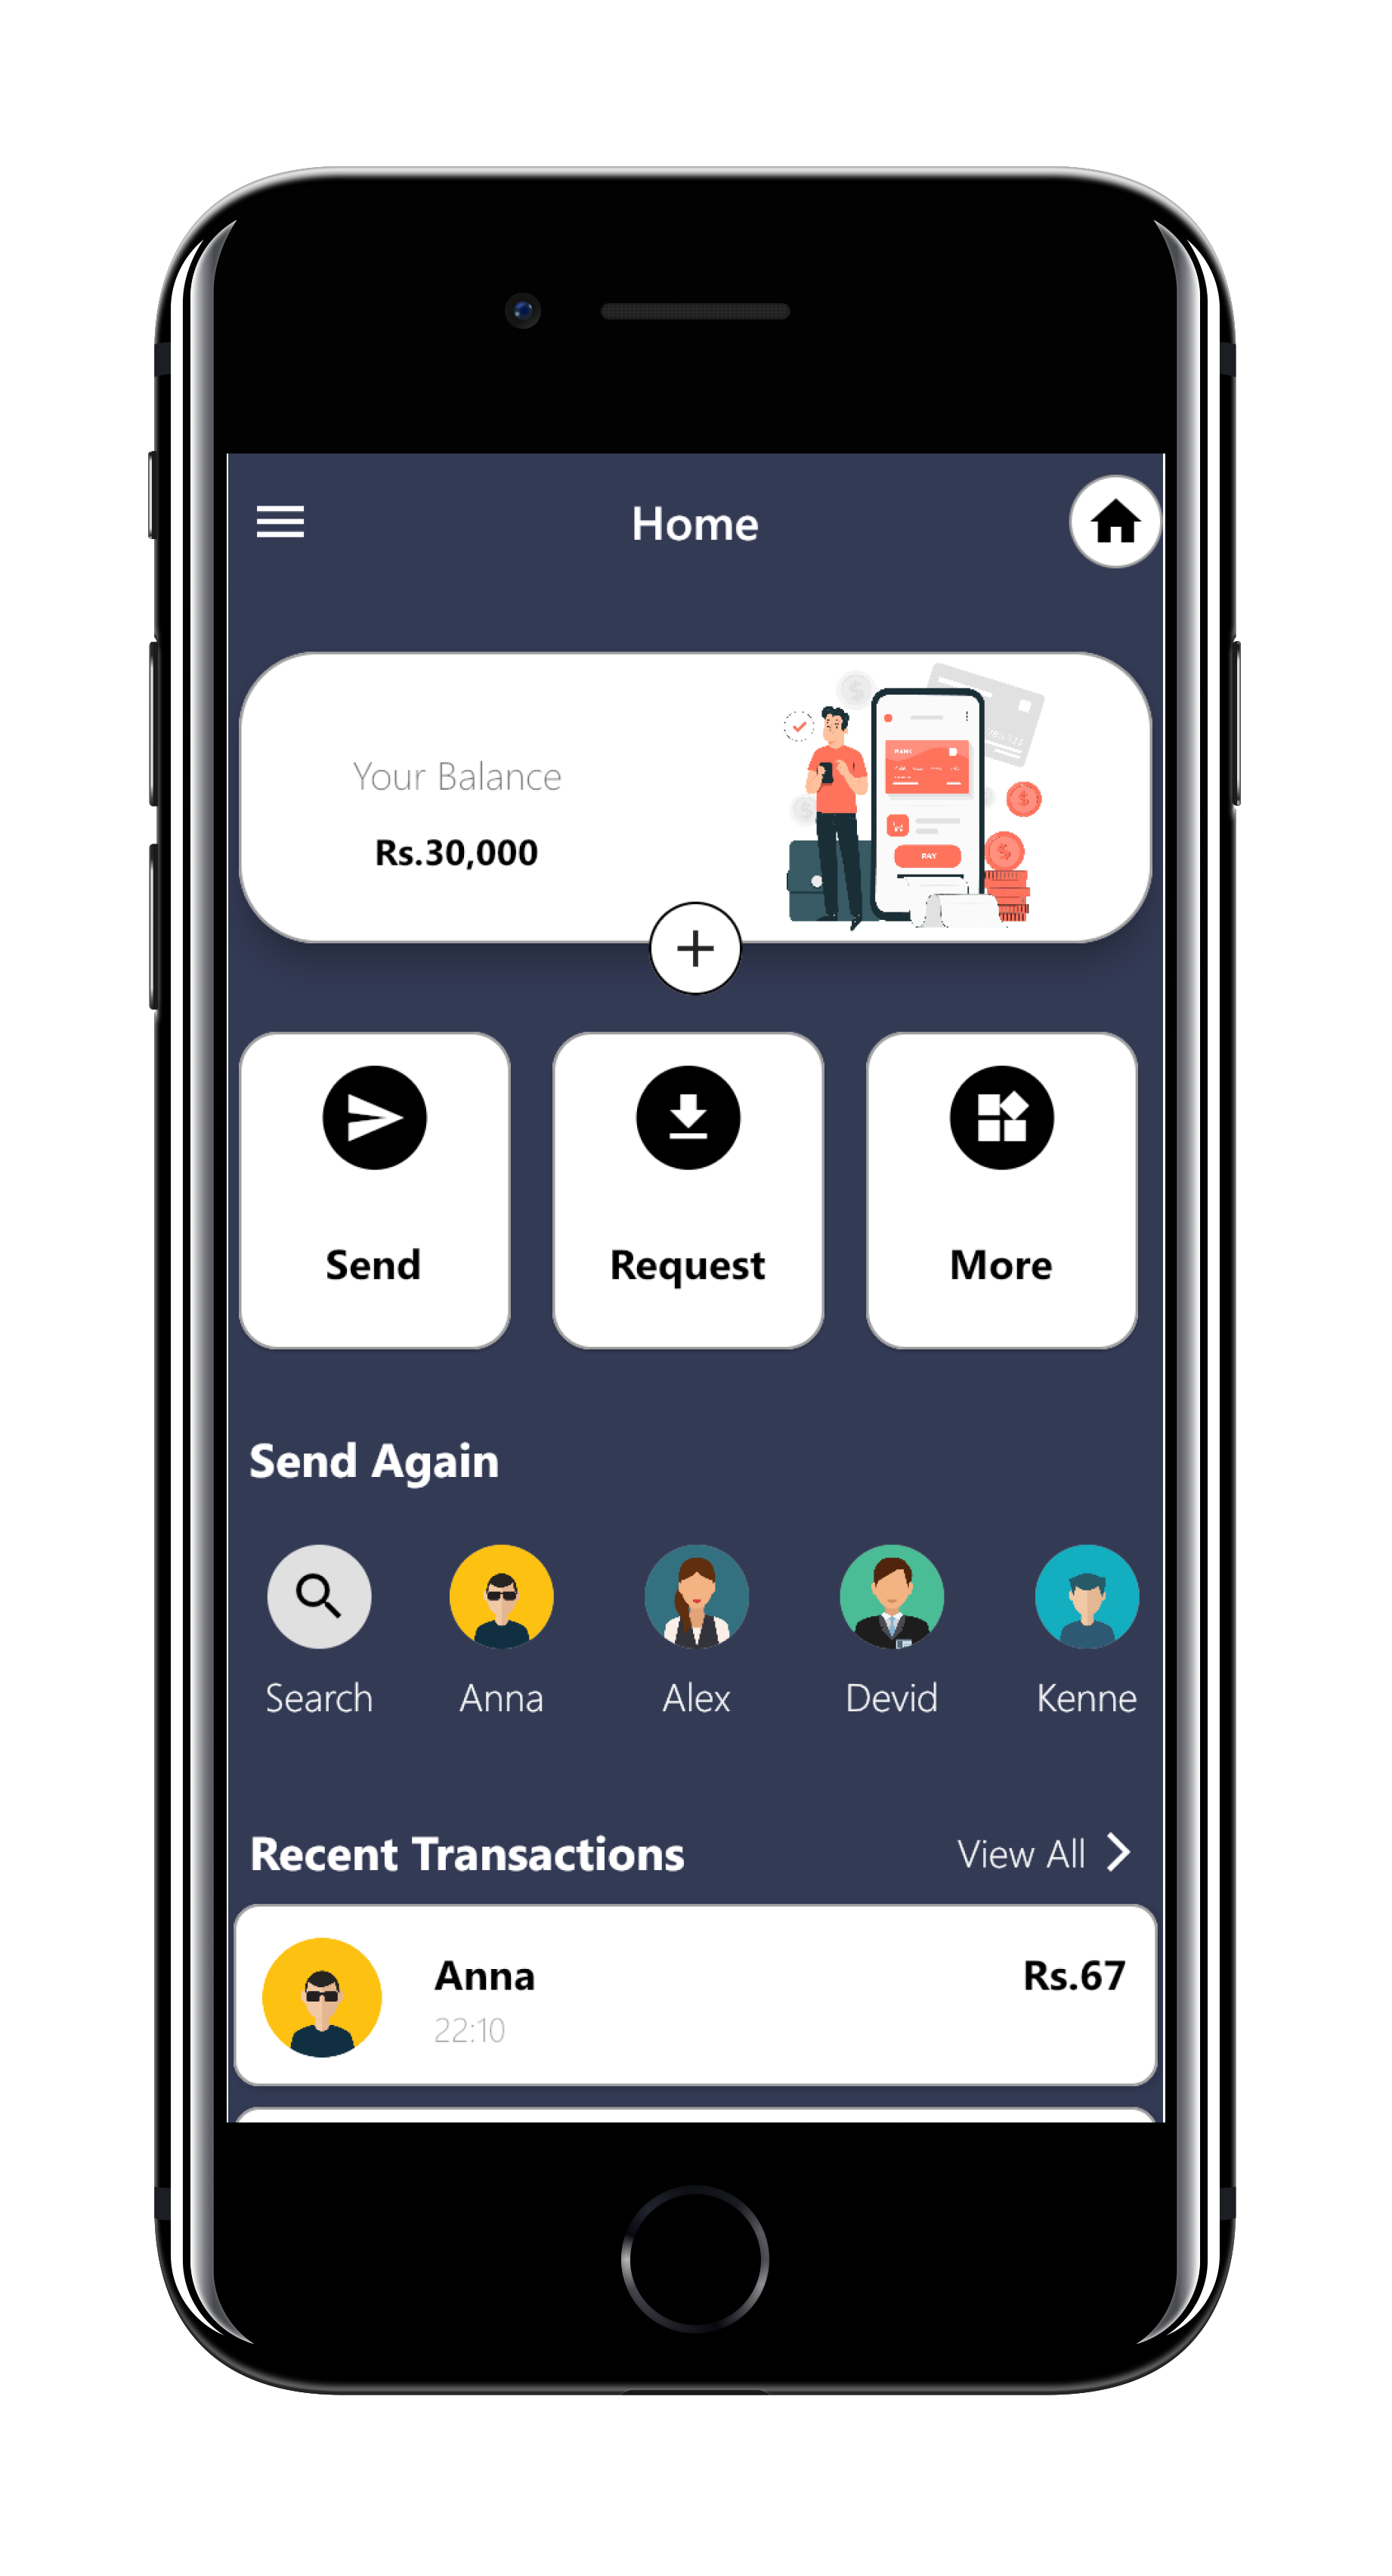 Home
Your Balance
Rs.30,000
BANK
PAY
Send
Request
More
Send Again
Search
Anna
Alex
Devid
Kenne
Recent Transactions
View All
Anna
Rs.67
22:10